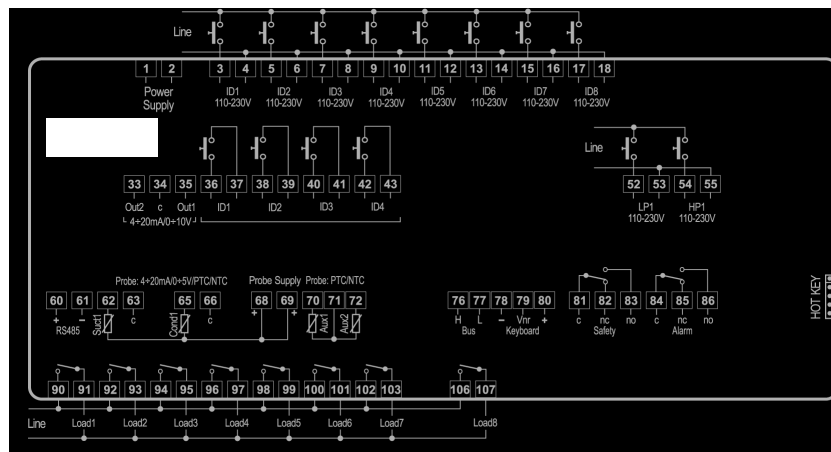 Line
1 2 3 4 5 6 7 8 9 10 11 12 13 14 15 16 17 18
Power Supply
ID1 110-230V
ID2 110-230V
ID3 110-230V
ID4 110-230V
ID5 110-230V
ID6 110-230V
ID7 110-230V
ID8 110-230V
Line
33 34 35 36 37 38 39 40 41 42 43
52 53 54 55
Out2 c Out1 ID1 ID2 ID3 ID4
4÷20mA/0÷10V
LP1 110-230V
HP1 110-230V
Probe: 4÷20mA/0÷5V/PTC/NTC Probe Supply Probe: PTC/NTC
60 61 62 63 65 66 68 69 70 71 72 76 77 78 79 80 81 82 83 84 85 86
+ − Suct1 c Cond1 c + + Aux1 Aux2 H L − Vnr + c nc no c nc no
RS485 Bus Keyboard Safety Alarm
HOT KEY
90 91 92 93 94 95 96 97 98 99 100 101 102 103 106 107
Line Load1 Load2 Load3 Load4 Load5 Load6 Load7 Load8